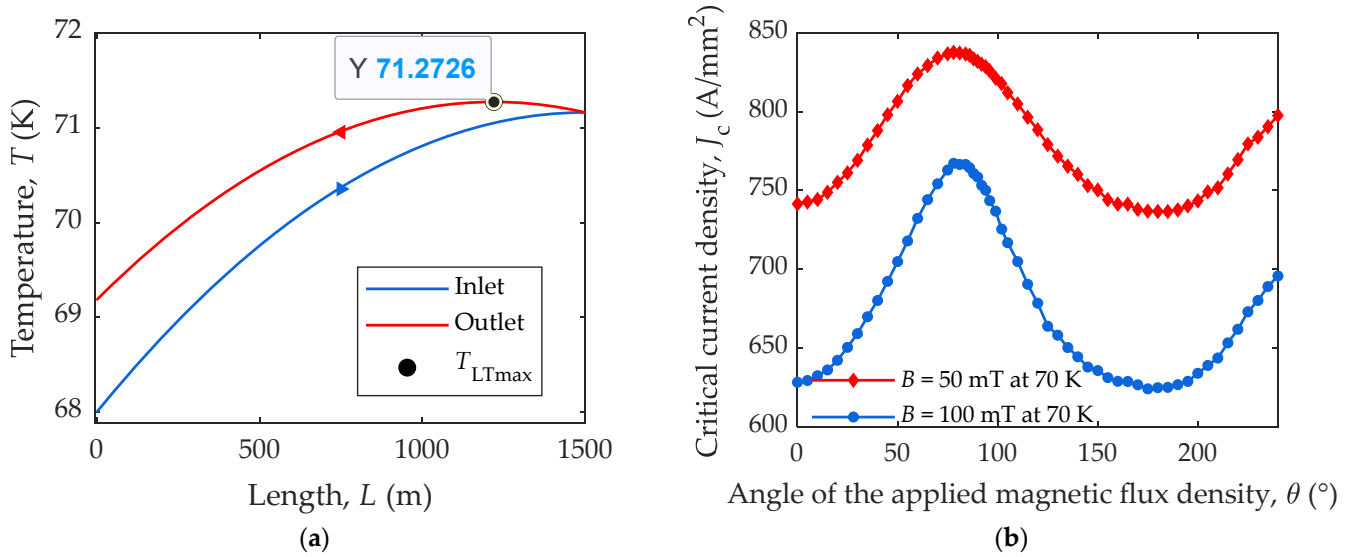 72
71
70
69
68
Temperature, T (K)
Y 71.2726
Inlet
Outlet
T_LTmax
0
500
1000
1500
Length, L (m)
(a)
850
800
750
700
650
600
Critical current density, J_c (A/mm²)
B = 50 mT at 70 K
B = 100 mT at 70 K
0
50
100
150
200
Angle of the applied magnetic flux density, θ (°)
(b)